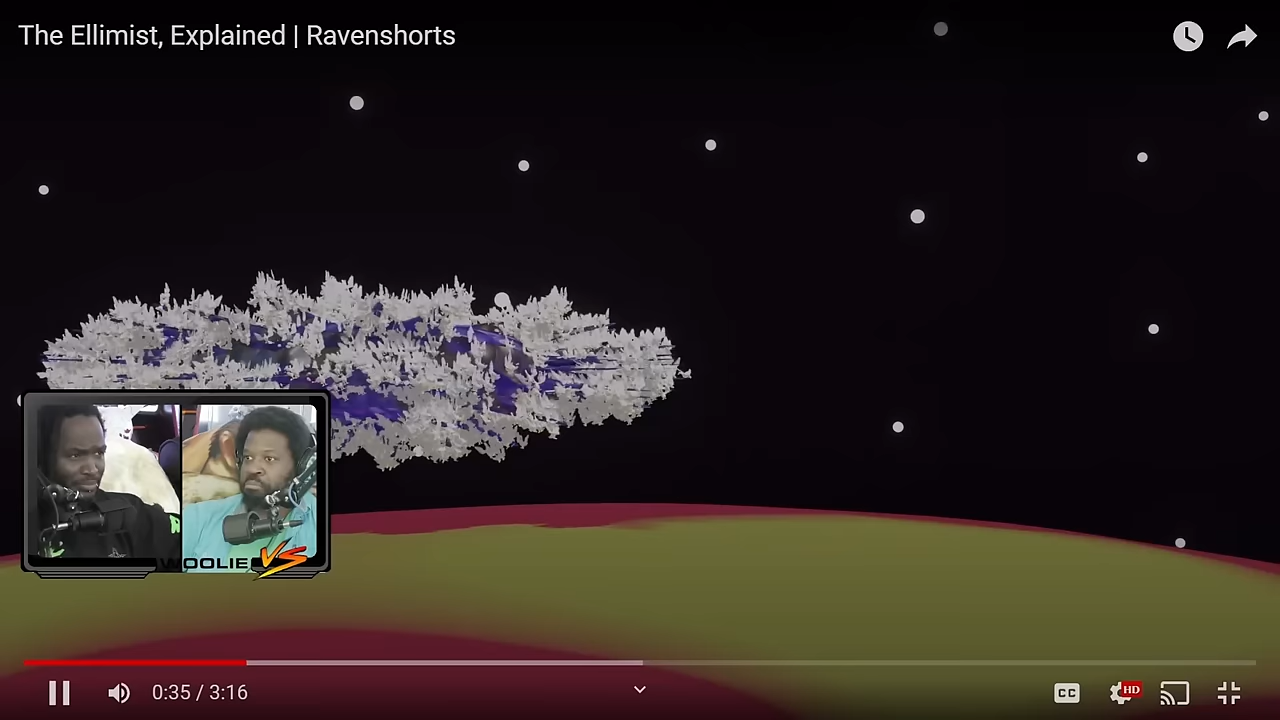 The Ellimist, Explained | Ravenshorts
WOOLIE VS
0:35 / 3:16
CC
HD